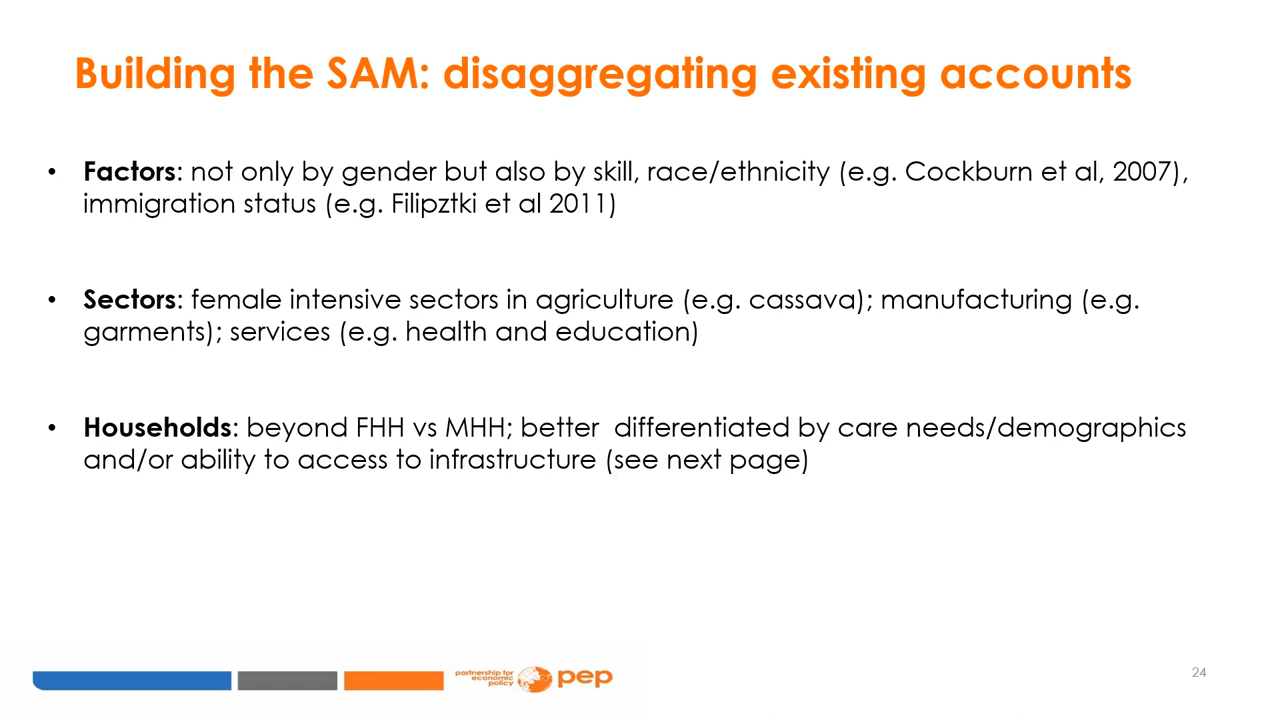 Building the SAM: disaggregating existing accounts
• Factors: not only by gender but also by skill, race/ethnicity (e.g. Cockburn et al, 2007),
immigration status (e.g. Filipztki et al 2011)
• Sectors: female intensive sectors in agriculture (e.g. cassava); manufacturing (e.g.
garments); services (e.g. health and education)
• Households: beyond FHH vs MHH; better  differentiated by care needs/demographics
and/or ability to access to infrastructure (see next page)
partnership for
economic
policy
pep
24